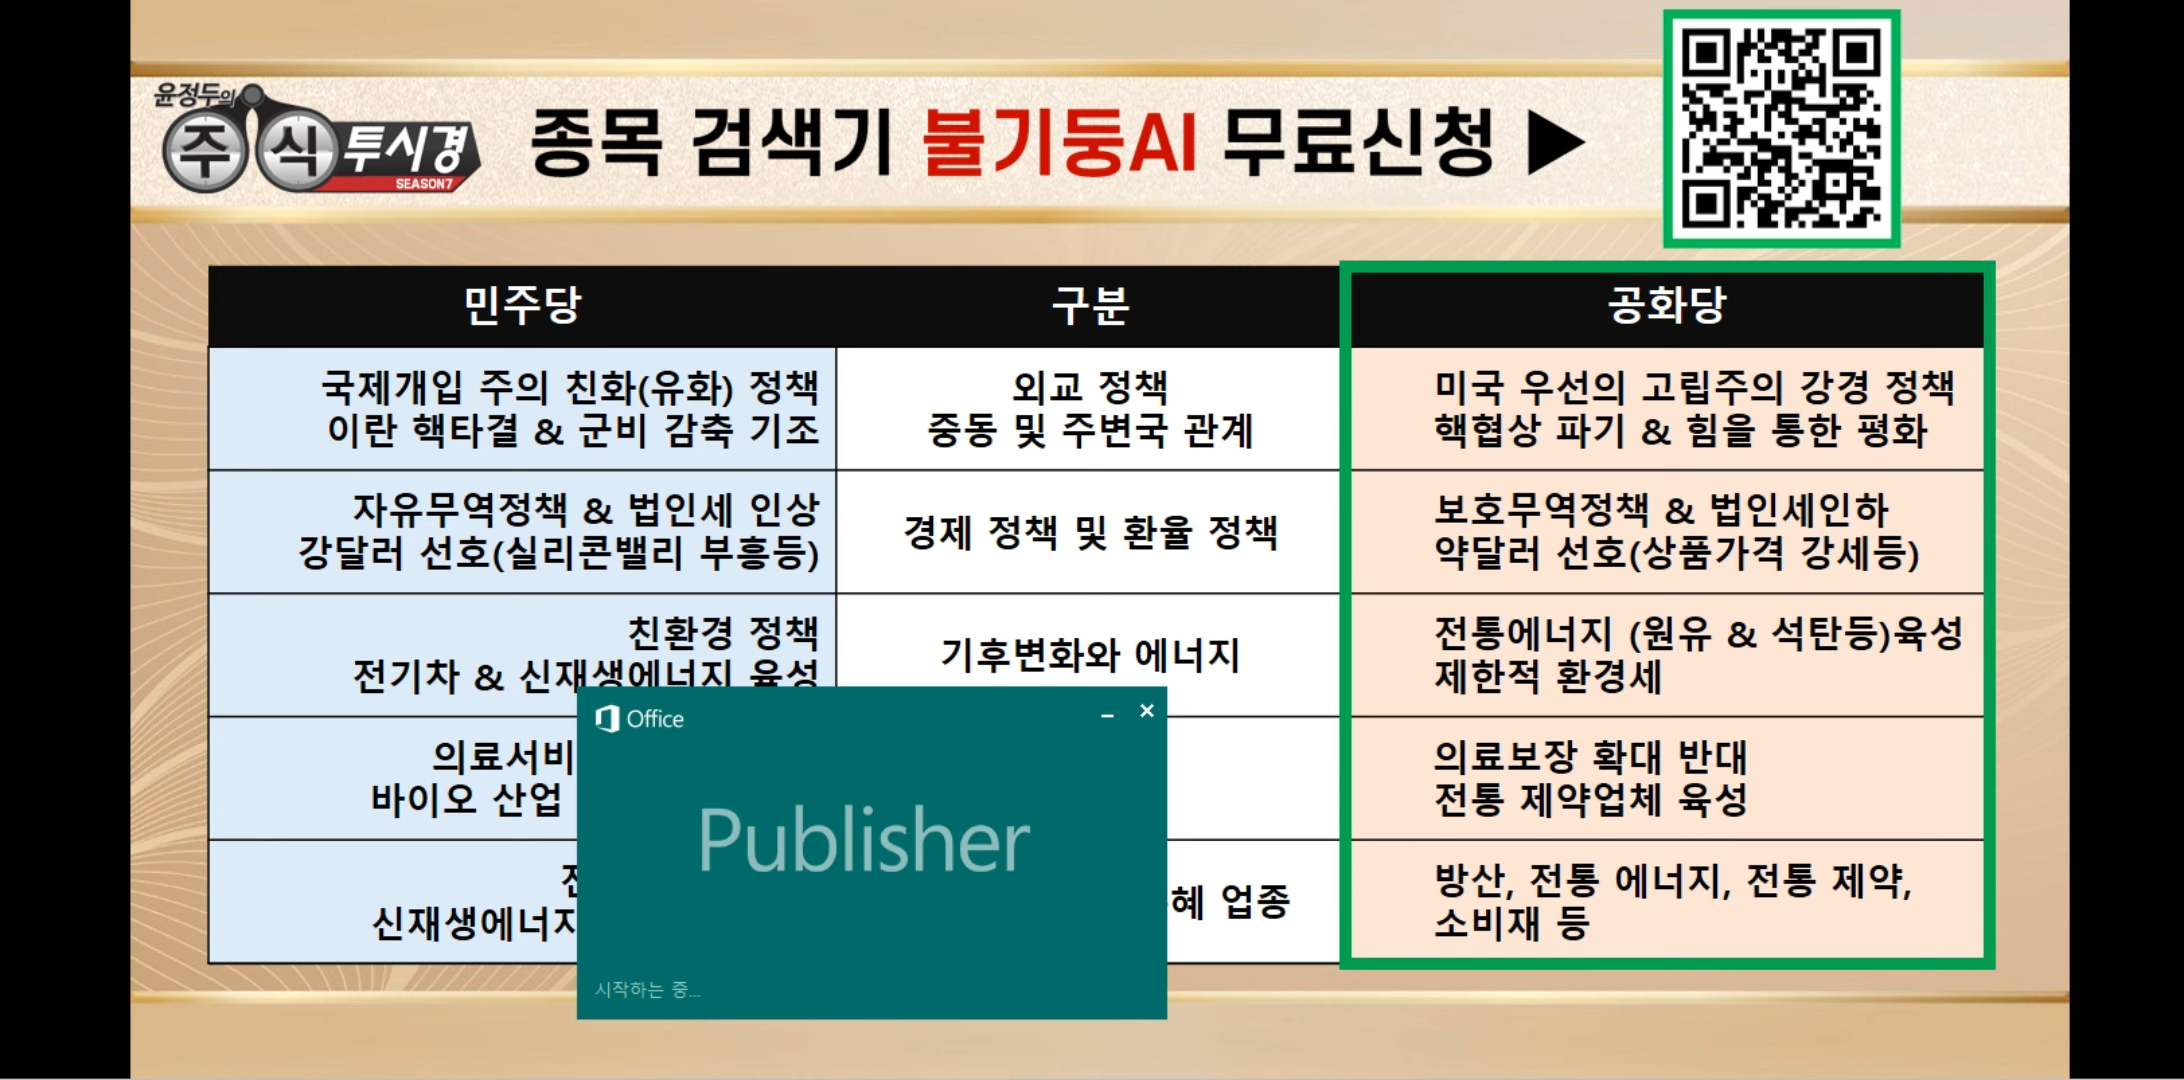 윤정두의
주식투시경
SEASON7
종목 검색기 불기둥AI 무료신청 ▶
민주당 구분 공화당
국제개입 주의 친화(유화) 정책
이란 핵타결 & 군비 감축 기조
외교 정책
중동 및 주변국 관계
미국 우선의 고립주의 강경 정책
핵협상 파기 & 힘을 통한 평화
자유무역정책 & 법인세 인상
강달러 선호(실리콘밸리 부흥등)
경제 정책 및 환율 정책
보호무역정책 & 법인세인하
약달러 선호(상품가격 강세등)
친환경 정책
전기차 & 신재생에너지 육성
기후변화와 에너지
전통에너지 (원유 & 석탄등)육성
제한적 환경세
의료서비
바이오 산업
의료보장 확대 반대
전통 제약업체 육성
신재생에너지
혜 업종
방산, 전통 에너지, 전통 제약,
소비재 등
Office
Publisher
시작하는 중...